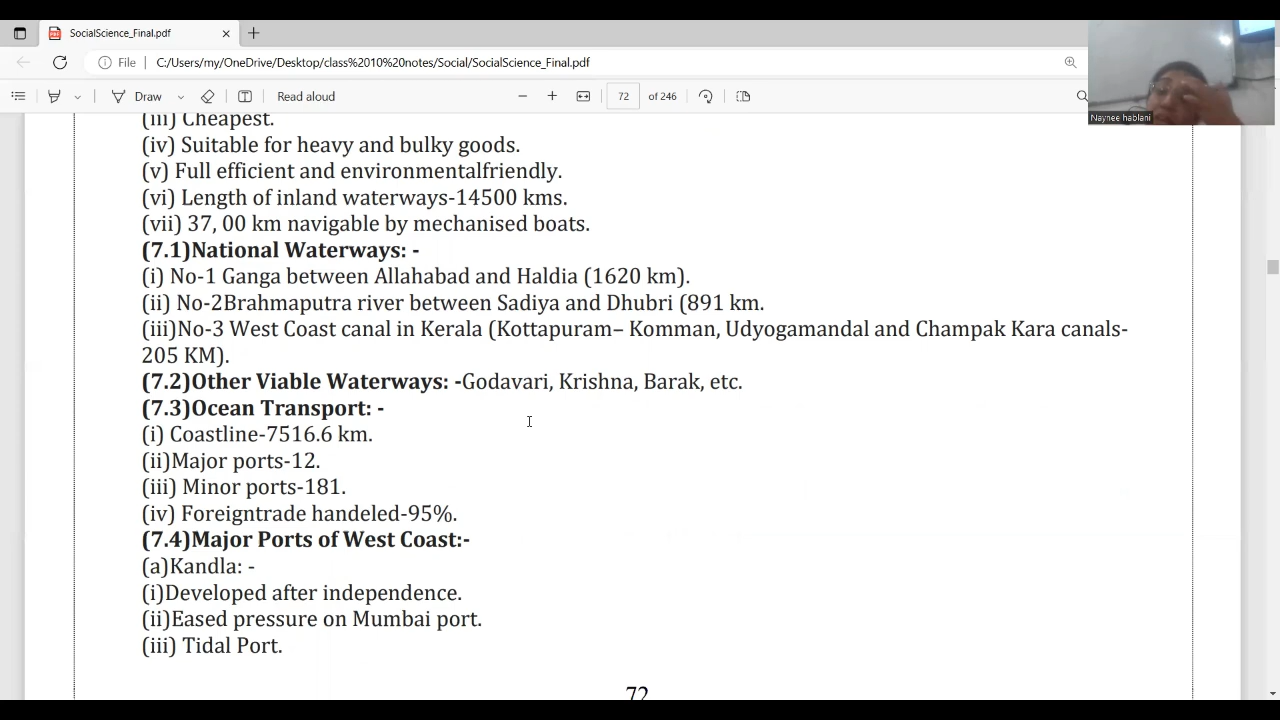 SocialScience_Final.pdf
File C:/Users/my/OneDrive/Desktop/class%2010%20notes/Social/SocialScience_Final.pdf
Draw Read aloud 72 of 246
Naynee hablani
(iii) Cheapest.
(iv) Suitable for heavy and bulky goods.
(v) Full efficient and environmentalfriendly.
(vi) Length of inland waterways-14500 kms.
(vii) 37, 00 km navigable by mechanised boats.
(7.1)National Waterways: -
(i) No-1 Ganga between Allahabad and Haldia (1620 km).
(ii) No-2Brahmaputra river between Sadiya and Dhubri (891 km.
(iii)No-3 West Coast canal in Kerala (Kottapuram– Komman, Udyogamandal and Champak Kara canals-
205 KM).
(7.2)Other Viable Waterways: -Godavari, Krishna, Barak, etc.
(7.3)Ocean Transport: -
(i) Coastline-7516.6 km.
(ii)Major ports-12.
(iii) Minor ports-181.
(iv) Foreigntrade handeled-95%.
(7.4)Major Ports of West Coast:-
(a)Kandla: -
(i)Developed after independence.
(ii)Eased pressure on Mumbai port.
(iii) Tidal Port.
72